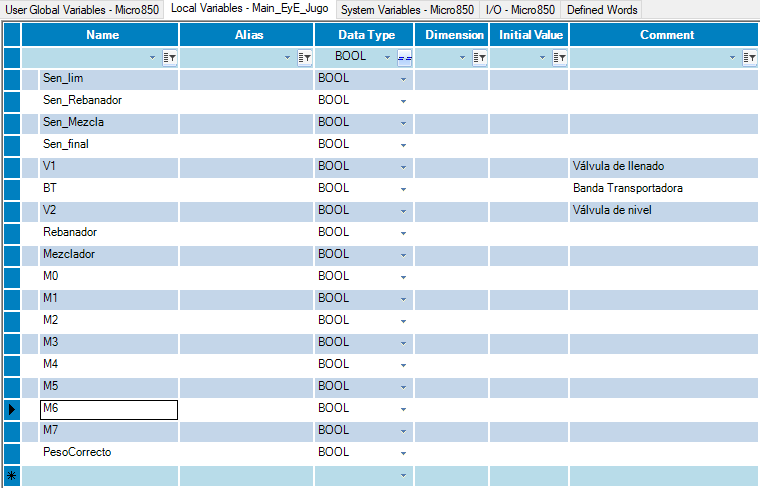 User Global Variables - Micro850 Local Variables - Main_EyE_Jugo System Variables - Micro850 I/O - Micro850 Defined Words
Name Alias Data Type Dimension Initial Value Comment
BOOL
Sen_lim BOOL
Sen_Rebanador BOOL
Sen_Mezcla BOOL
Sen_final BOOL
V1 BOOL Válvula de llenado
BT BOOL Banda Transportadora
V2 BOOL Válvula de nivel
Rebanador BOOL
Mezclador BOOL
M0 BOOL
M1 BOOL
M2 BOOL
M3 BOOL
M4 BOOL
M5 BOOL
M6 BOOL
M7 BOOL
PesoCorrecto BOOL